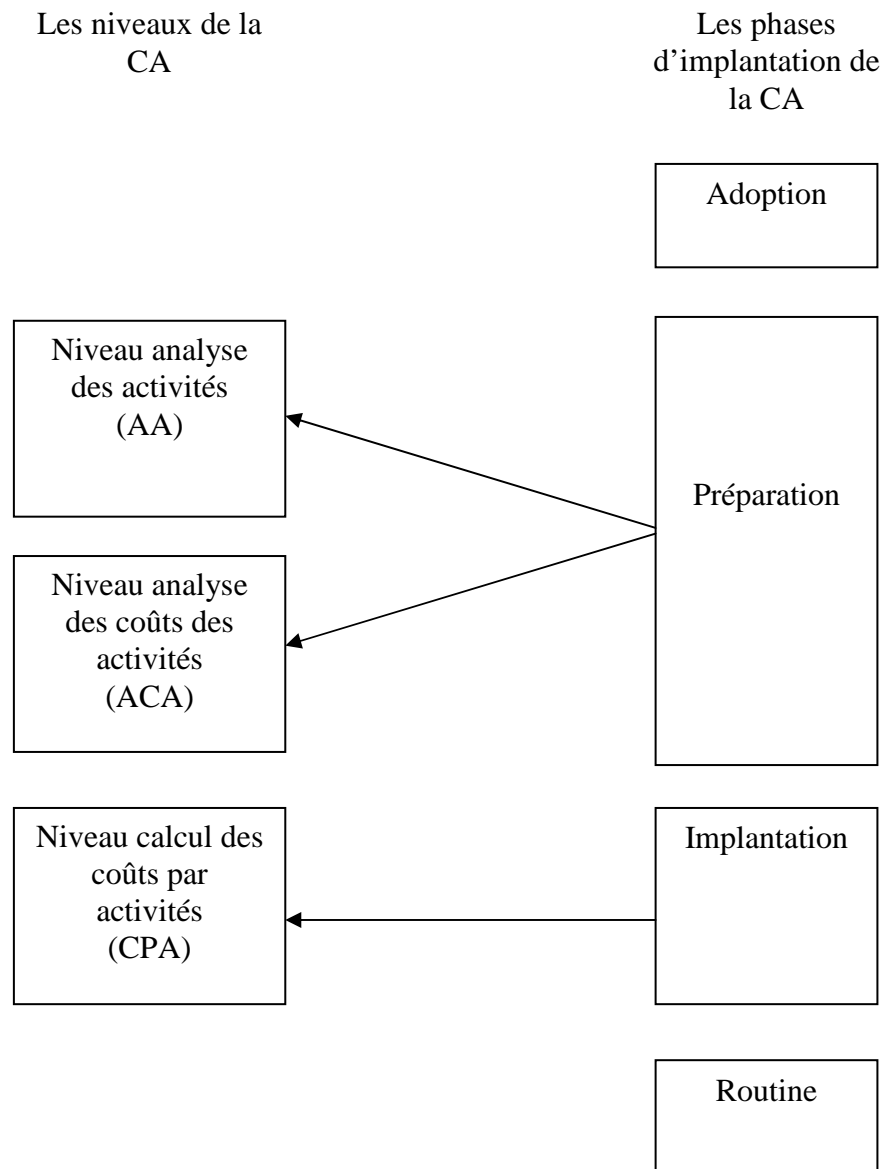 Les niveaux de la
CA
Les phases
d’implantation de
la CA
Adoption
Niveau analyse
des activités
(AA)
Préparation
Niveau analyse
des coûts des
activités
(ACA)
Niveau calcul des
coûts par
activités
(CPA)
Implantation
Routine